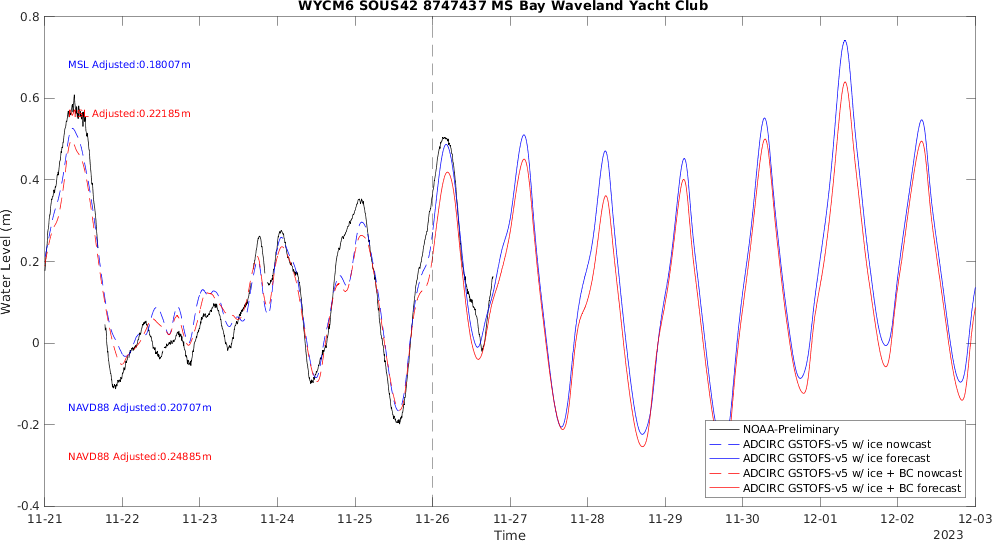 WYCM6 SOUS42 8747437 MS Bay Waveland Yacht Club
Water Level (m)
0.8
0.6
0.4
0.2
0
-0.2
-0.4
MSL Adjusted:0.18007m
MSL Adjusted:0.22185m
NAVD88 Adjusted:0.20707m
NAVD88 Adjusted:0.24885m
NOAA-Preliminary
ADCIRC GSTOFS-v5 w/ ice nowcast
ADCIRC GSTOFS-v5 w/ ice forecast
ADCIRC GSTOFS-v5 w/ ice + BC nowcast
ADCIRC GSTOFS-v5 w/ ice + BC forecast
11-21 11-22 11-23 11-24 11-25 11-26 11-27 11-28 11-29 11-30 12-01 12-02 12-03
Time
2023